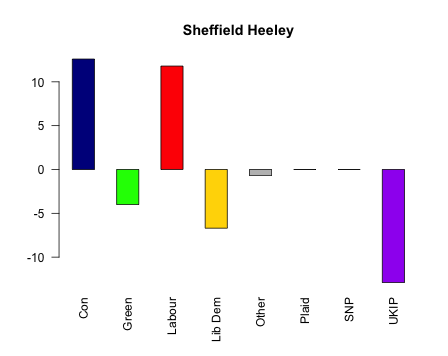 Sheffield Heeley
10
5
0
-5
-10
Con
Green
Labour
Lib Dem
Other
Plaid
SNP
UKIP